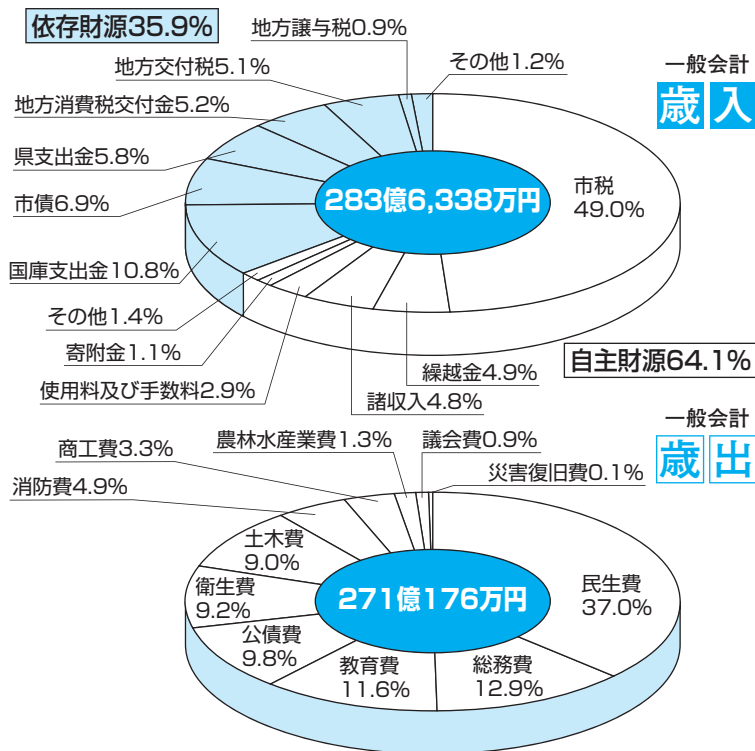 依存財源35.9%
地方譲与税0.9%
その他1.2%
地方交付税5.1%
地方消費税交付金5.2%
県支出金5.8%
市債6.9%
国庫支出金10.8%
その他1.4%
寄附金1.1%
使用料及び手数料2.9%
諸収入4.8%
繰越金4.9%
市税
49.0%
283億6,338万円
一般会計
歳入
自主財源64.1%
一般会計
歳出
農林水産業費1.3%
議会費0.9%
商工費3.3%
災害復旧費0.1%
消防費4.9%
土木費
9.0%
衛生費
9.2%
公債費
9.8%
教育費
11.6%
総務費
12.9%
民生費
37.0%
271億176万円